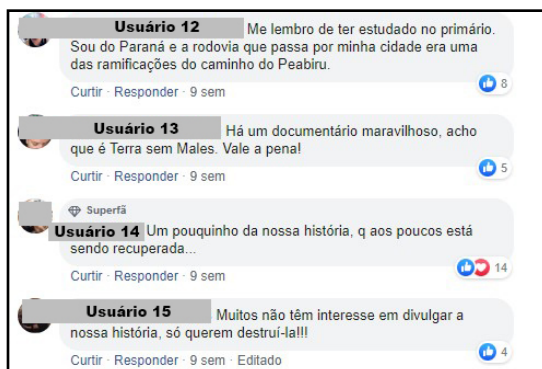 Usuário 12 Me lembro de ter estudado no primário.
Sou do Paraná e a rodovia que passa por minha cidade era uma
das ramificações do caminho do Peabiru.
Curtir · Responder · 9 sem
8
Usuário 13 Há um documentário maravilhoso, acho
que é Terra sem Males. Vale a pena!
Curtir · Responder · 9 sem
5
Superfã
Usuário 14 Um pouquinho da nossa história, q aos poucos está
sendo recuperada...
Curtir · Responder · 9 sem
14
Usuário 15 Muitos não têm interesse em divulgar a
nossa história, só querem destruí-la!!!
Curtir · Responder · 9 sem · Editado
4